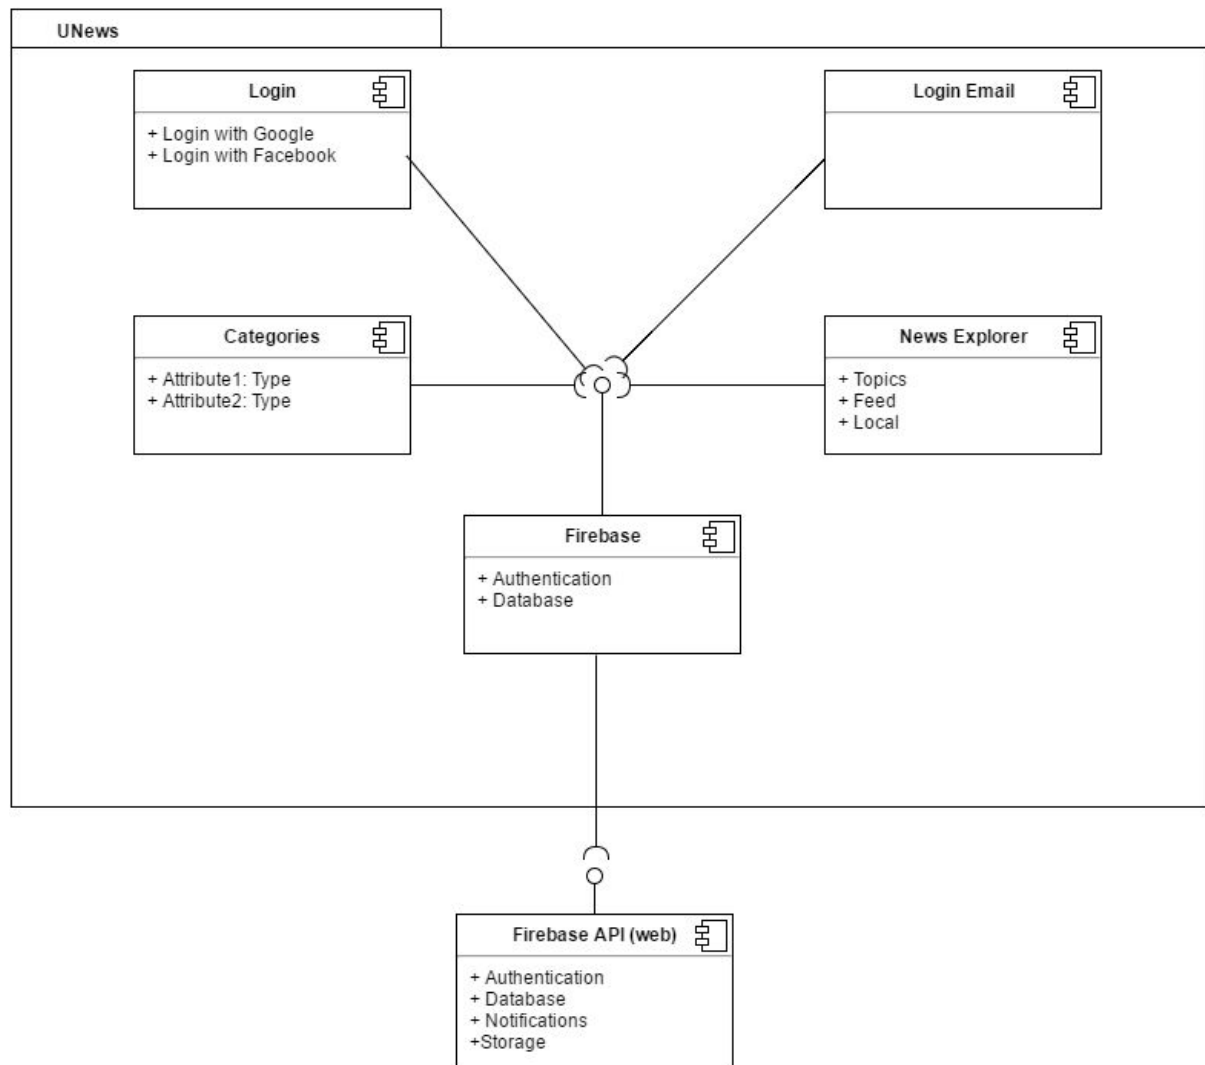 UNews
Login
+ Login with Google
+ Login with Facebook
Login Email
Categories
+ Attribute1: Type
+ Attribute2: Type
News Explorer
+ Topics
+ Feed
+ Local
Firebase
+ Authentication
+ Database
Firebase API (web)
+ Authentication
+ Database
+ Notifications
+Storage